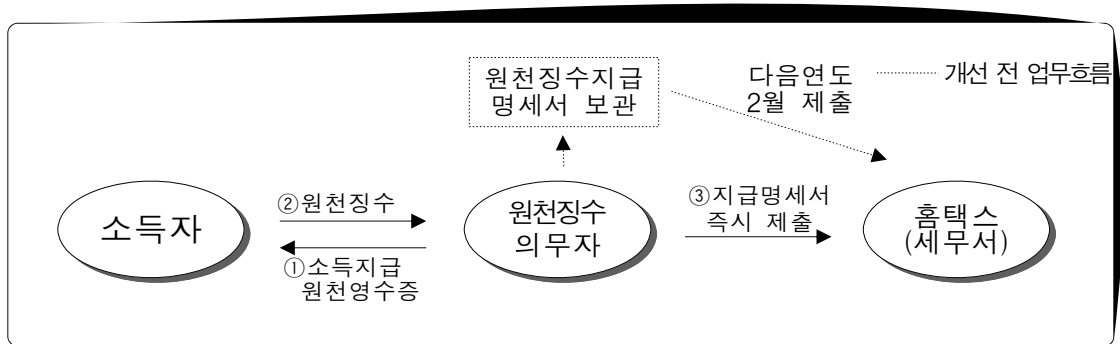 원천징수지급
명세서 보관
다음연도
2월 제출
개선 전 업무흐름
소득자
②원천징수
①소득지급
원천영수증
원천징수
의무자
③지급명세서
즉시 제출
홈택스
(세무서)